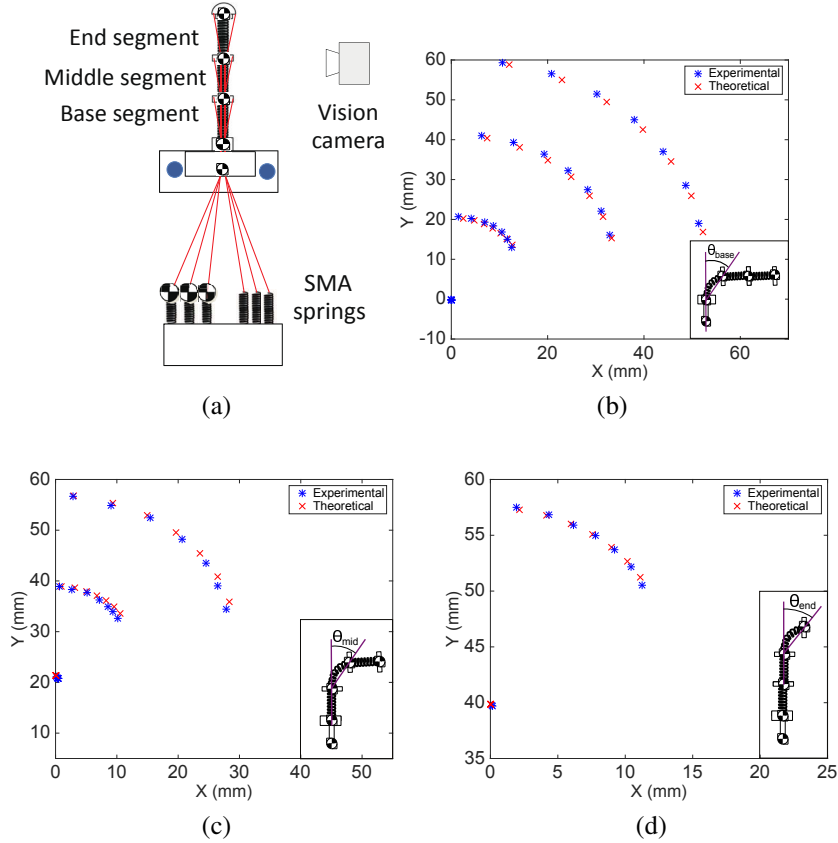 End segment
Middle segment
Base segment
Vision
camera
SMA
springs
(a)
60
50
40
30
20
10
0
-10
Y (mm)
0
20
40
60
X (mm)
Experimental
Theoretical
θbase
(b)
60
50
40
30
20
10
Y (mm)
0
10
20
30
40
50
X (mm)
Experimental
Theoretical
θmid
(c)
60
55
50
45
40
35
Y (mm)
0
5
10
15
20
25
X (mm)
Experimental
Theoretical
θend
(d)